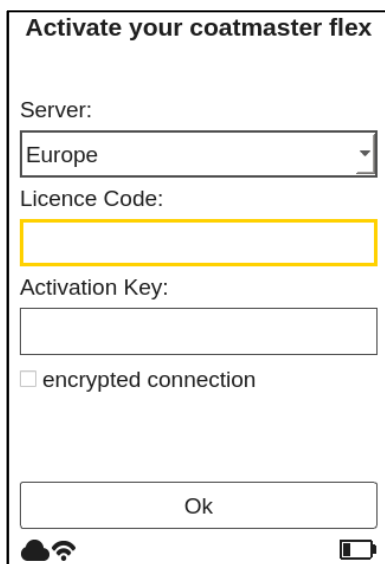 Activate your coatmaster flex
Server:
Europe
Licence Code:
Activation Key:
encrypted connection
Ok